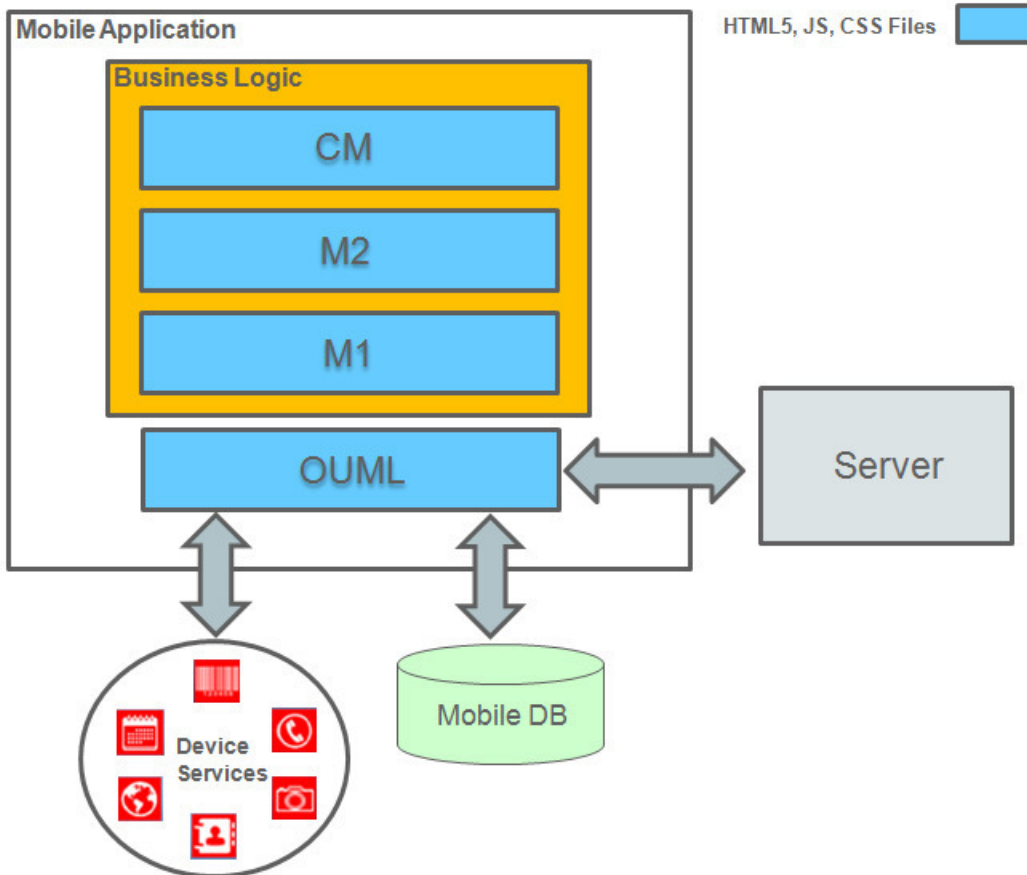 Mobile Application
HTML5, JS, CSS Files
Business Logic
CM
M2
M1
OUML
Server
Device
Services
Mobile DB